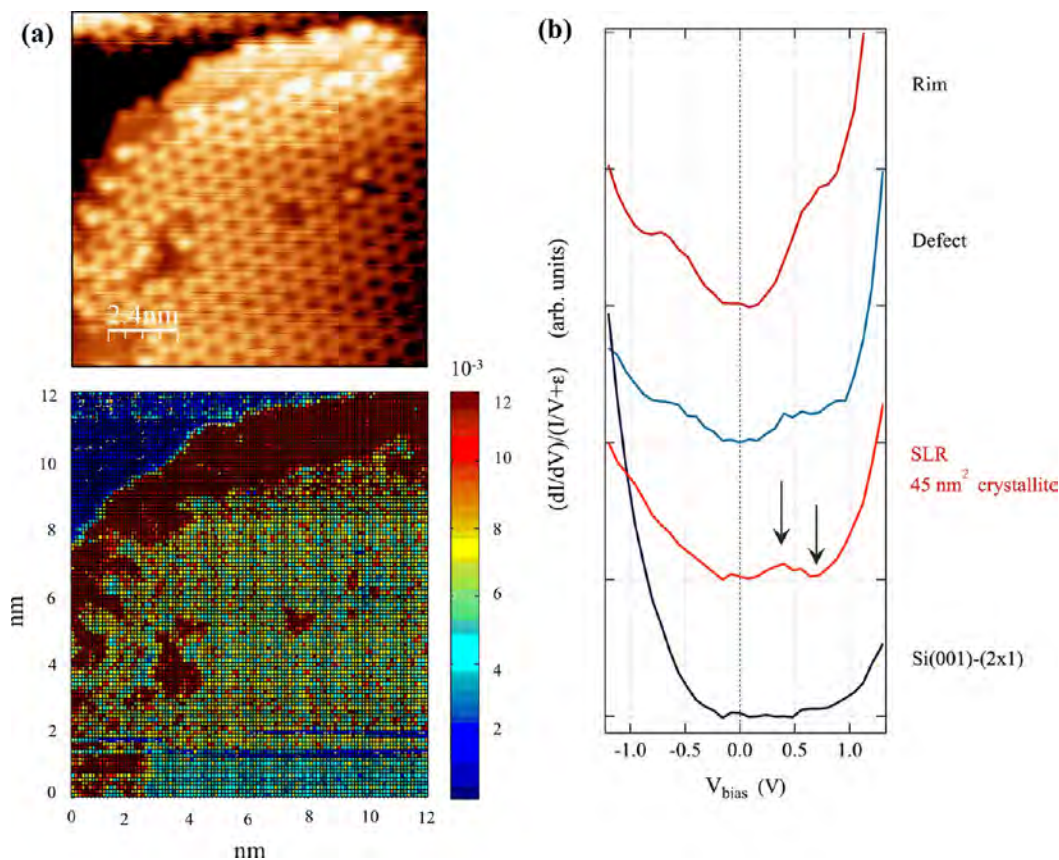 (a)
2.4nm
10⁻³
12
10
8
6
4
2
0
nm
0
2
4
6
8
10
12
nm
12
10
8
6
4
2
(b)
(dI/dV)/(I/V+ε) (arb. units)
Rim
Defect
SLR
45 nm² crystallite
Si(001)-(2x1)
-1.0
-0.5
0.0
0.5
1.0
V_bias (V)